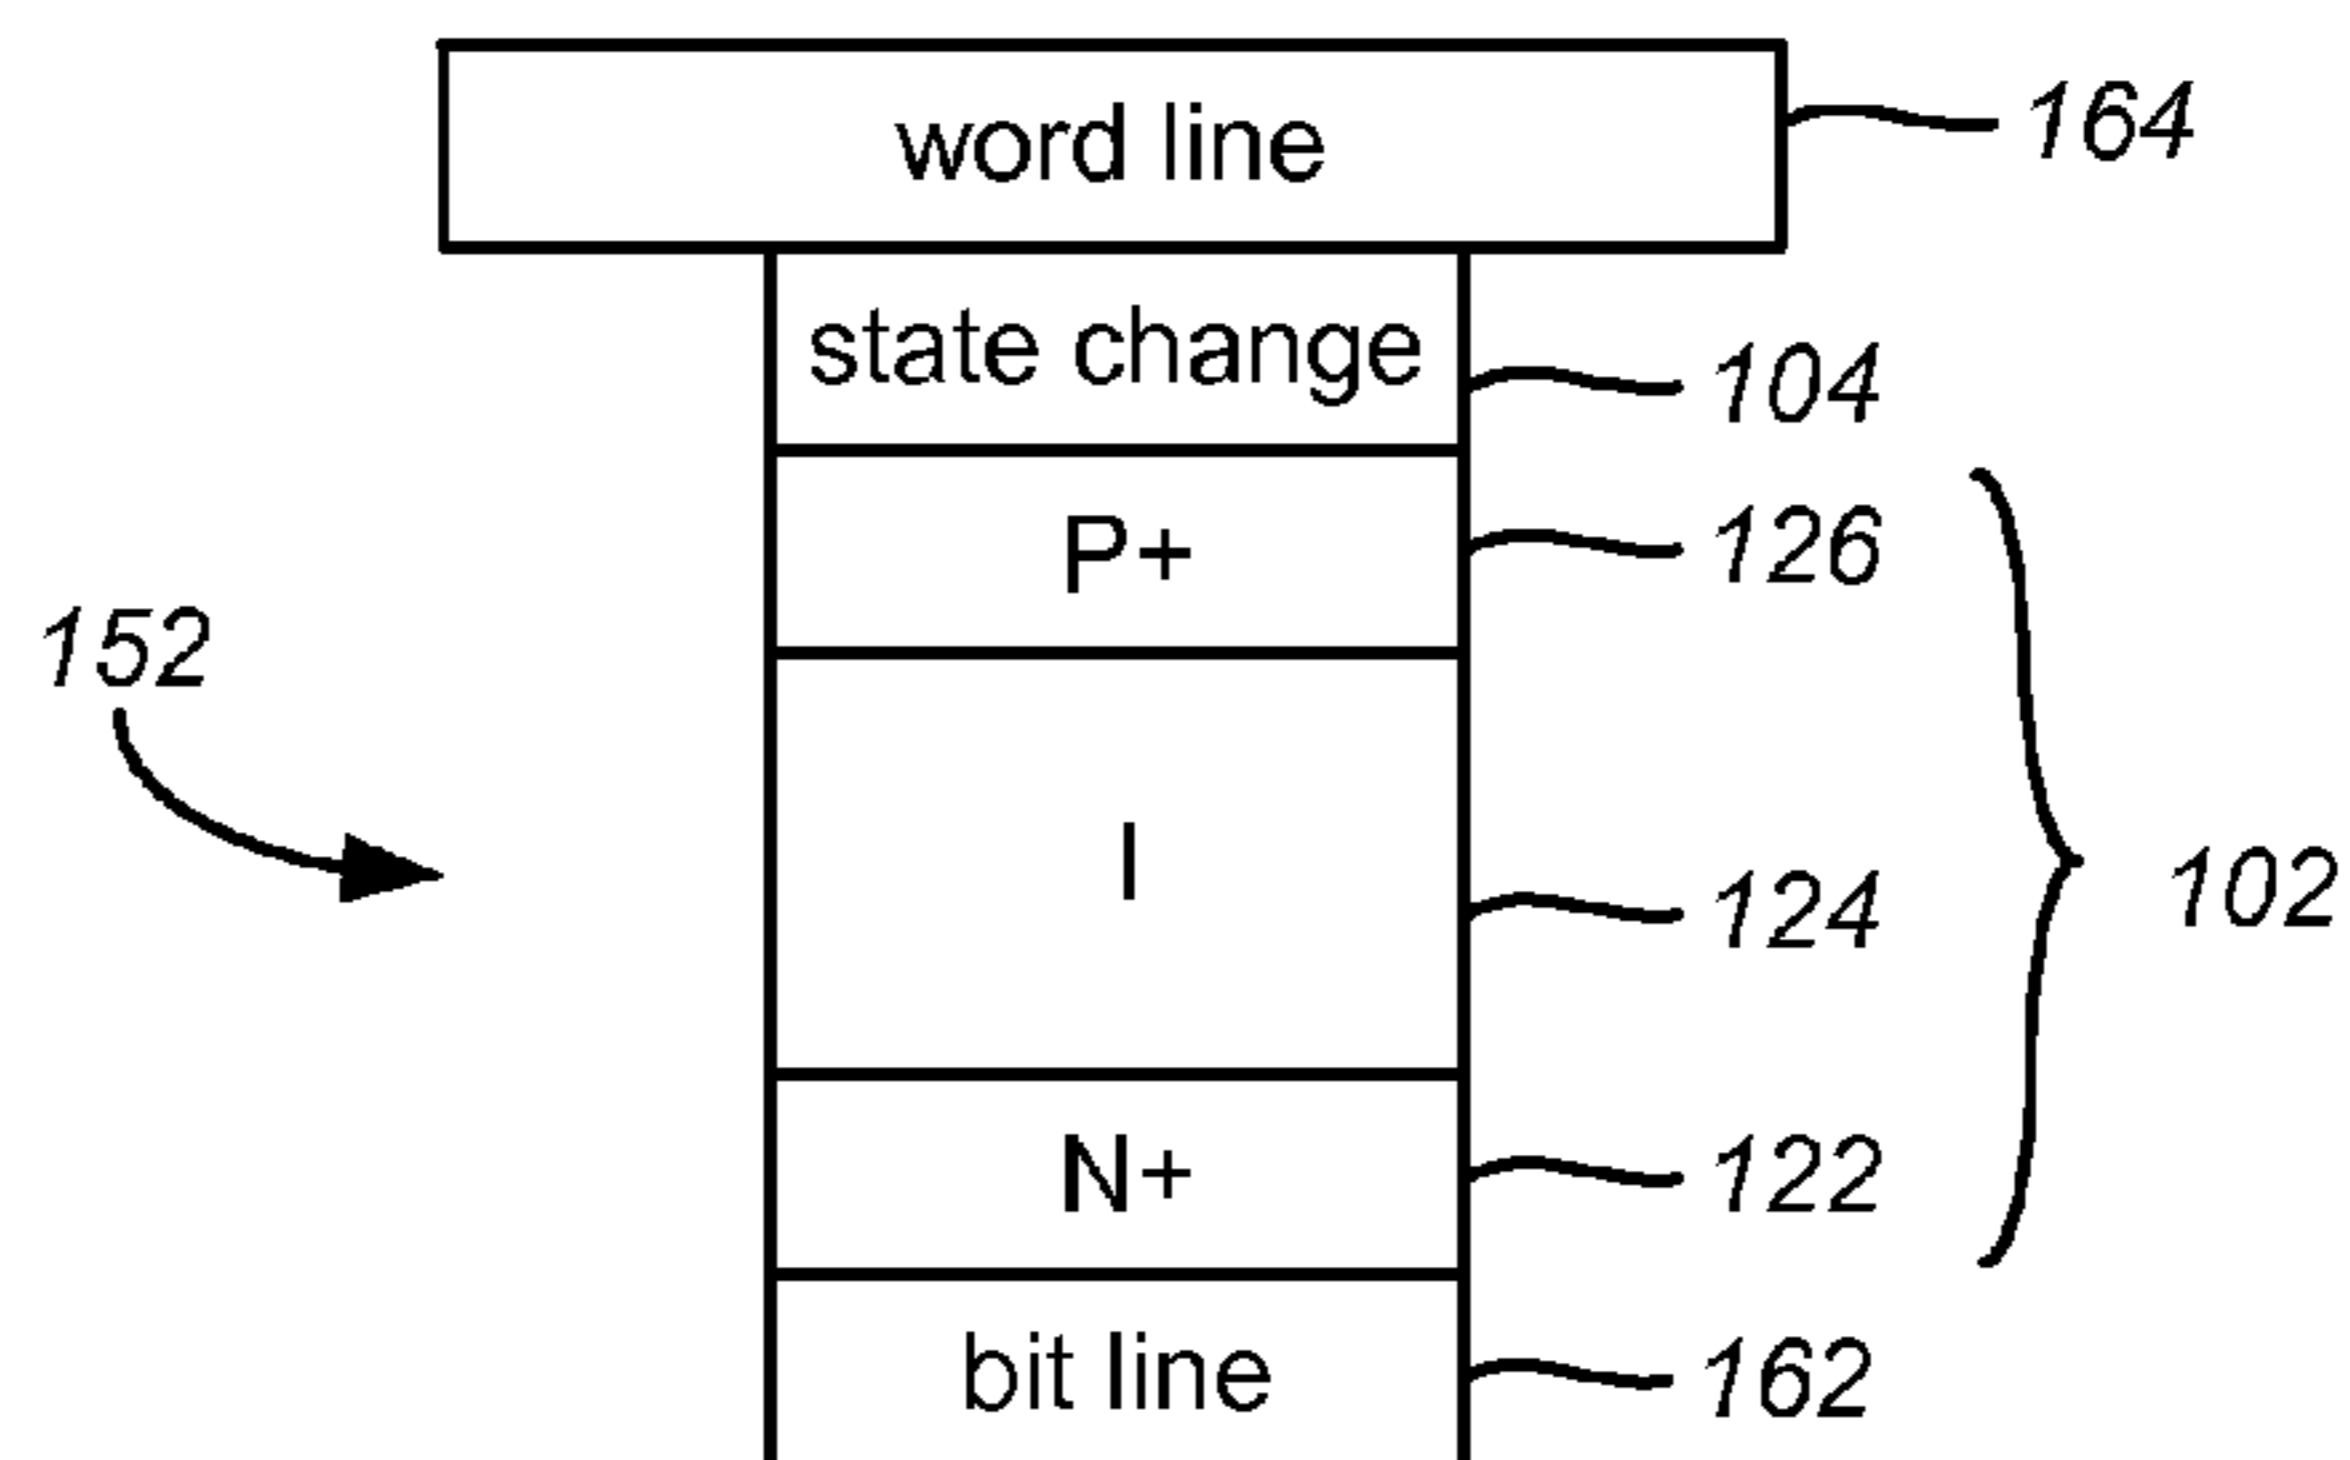 word line
164
state change
104
P+
126
152
I
124
102
N+
122
bit line
162